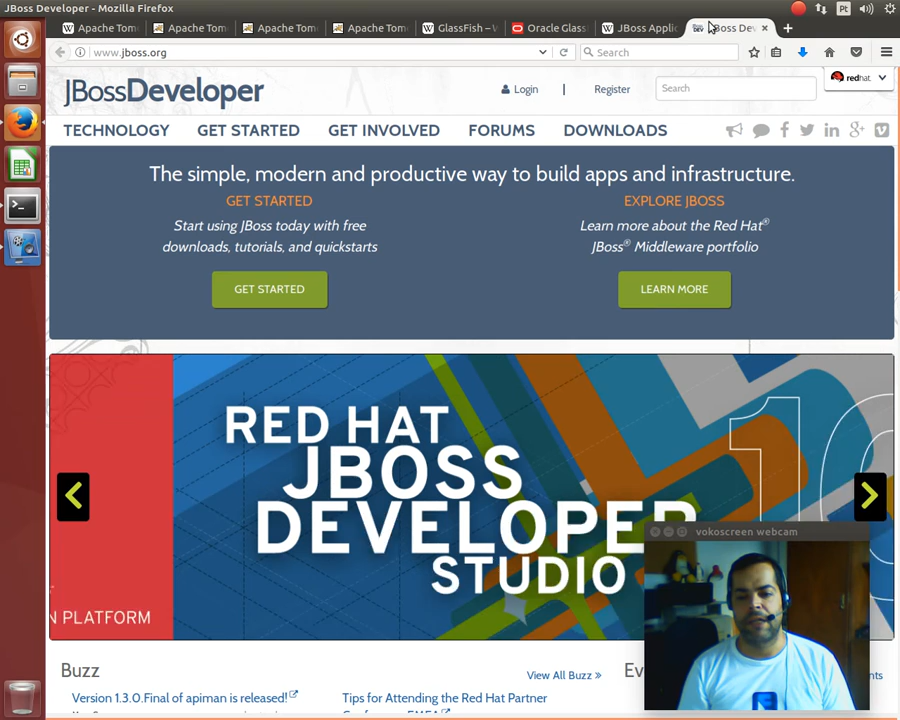 JBoss Developer - Mozilla Firefox
Pt
Apache Tom
Apache Tom
Apache Tom
Apache Tom
GlassFish – W
Oracle Glass
JBoss Applic
JBoss Dev
www.jboss.org
Search
JBossDeveloper
Login | Register
Search
redhat
TECHNOLOGY GET STARTED GET INVOLVED FORUMS DOWNLOADS
The simple, modern and productive way to build apps and infrastructure.
GET STARTED
Start using JBoss today with free
downloads, tutorials, and quickstarts
GET STARTED
EXPLORE JBOSS
Learn more about the Red Hat®
JBoss® Middleware portfolio
LEARN MORE
RED HAT
JBOSS
DEVELOPER
STUDIO
10
N PLATFORM
vokoscreen webcam
Buzz
View All Buzz »
Ev
nts
Version 1.3.0.Final of apiman is released!
Tips for Attending the Red Hat Partner